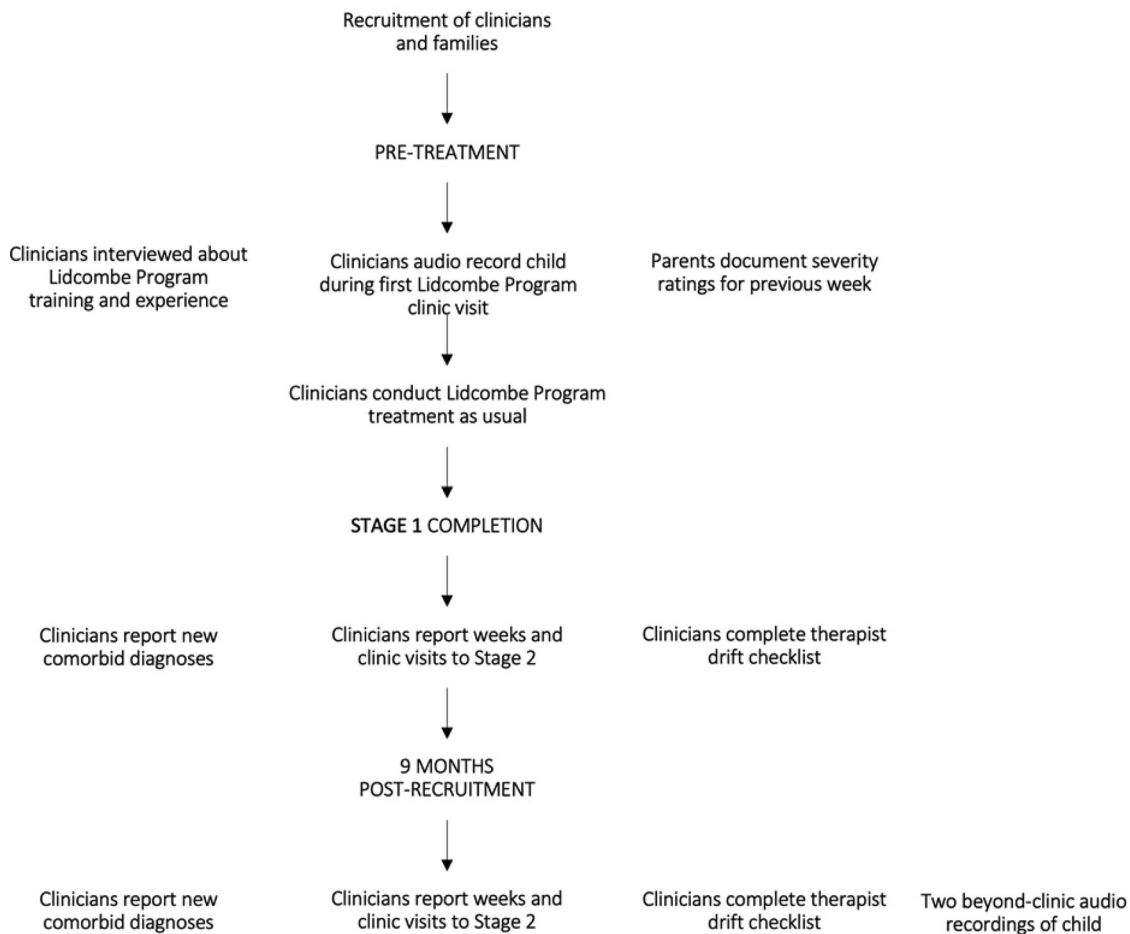 Recruitment of clinicians
and families
PRE-TREATMENT
Clinicians interviewed about
Lidcombe Program
training and experience
Clinicians audio record child
during first Lidcombe Program
clinic visit
Parents document severity
ratings for previous week
Clinicians conduct Lidcombe Program
treatment as usual
STAGE 1 COMPLETION
Clinicians report new
comorbid diagnoses
Clinicians report weeks and
clinic visits to Stage 2
Clinicians complete therapist
drift checklist
9 MONTHS
POST-RECRUITMENT
Clinicians report new
comorbid diagnoses
Clinicians report weeks and
clinic visits to Stage 2
Clinicians complete therapist
drift checklist
Two beyond-clinic audio
recordings of child